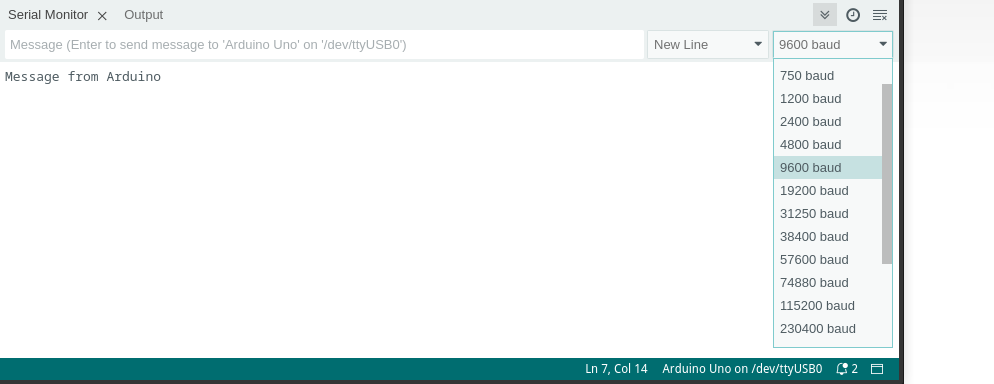 Serial Monitor Output
Message (Enter to send message to 'Arduino Uno' on '/dev/ttyUSB0') New Line 9600 baud
Message from Arduino
750 baud
1200 baud
2400 baud
4800 baud
9600 baud
19200 baud
31250 baud
38400 baud
57600 baud
74880 baud
115200 baud
230400 baud
Ln 7, Col 14 Arduino Uno on /dev/ttyUSB0 2